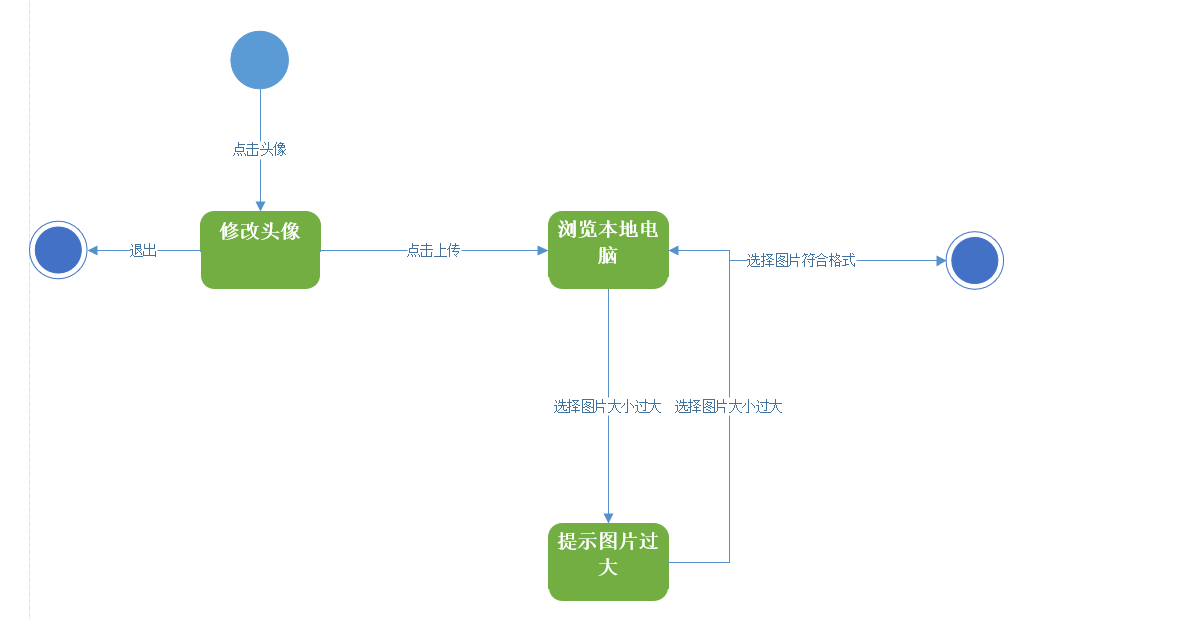 点击头像
修改头像
退出
点击上传
浏览本地电
脑
选择图片符合格式
选择图片大小过大
选择图片大小过大
提示图片过
大